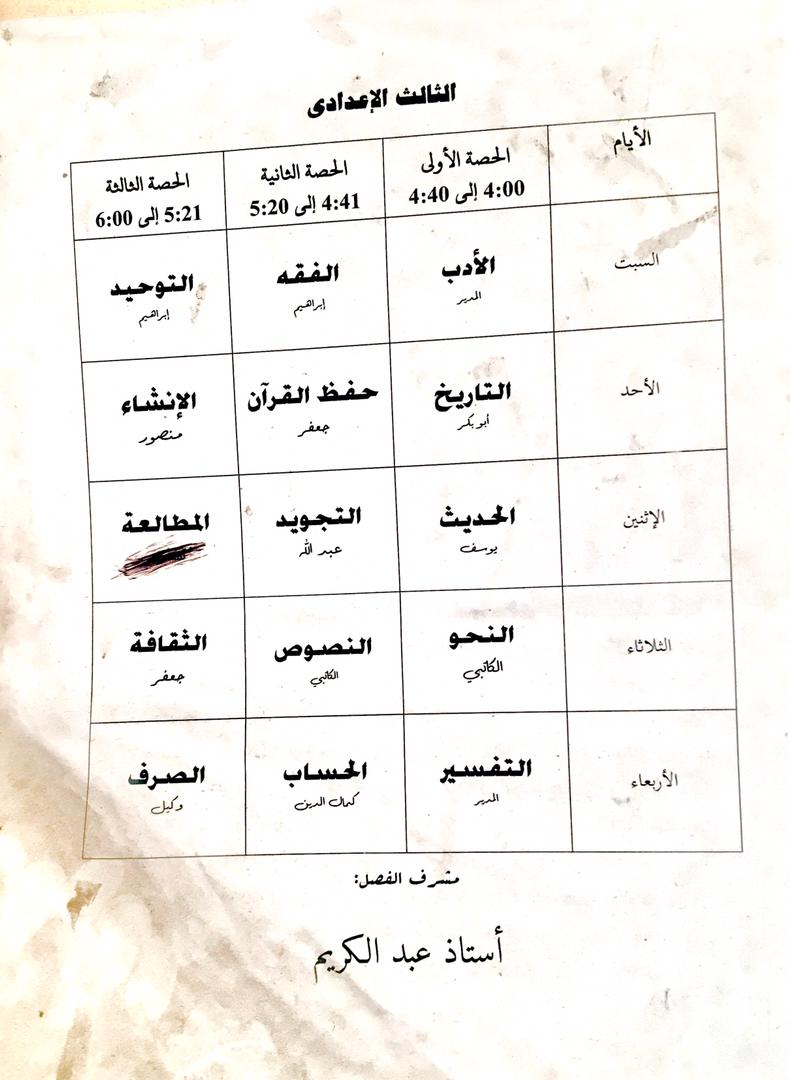 الثالث الإعدادى
الأيام
الحصة الأولى
4:00 إلى 4:40
الحصة الثانية
4:41 إلى 5:20
الحصة الثالثة
5:21 إلى 6:00
السبت
الأدب
المدير
الفقه
إبراهيم
التوحيد
إبراهيم
الأحد
التاريخ
أبو بكر
حفظ القرآن
جعفر
الإنشاء
منصور
الإثنين
الحديث
يوسف
التجويد
عبد الله
المطالعة
الثلاثاء
النحو
الكاتبي
النصوص
الكاتبي
الثقافة
جعفر
الأربعاء
التفسير
المدير
الحساب
كمال الدين
الصرف
وكيل
مشرف الفصل:
أستاذ عبد الكريم